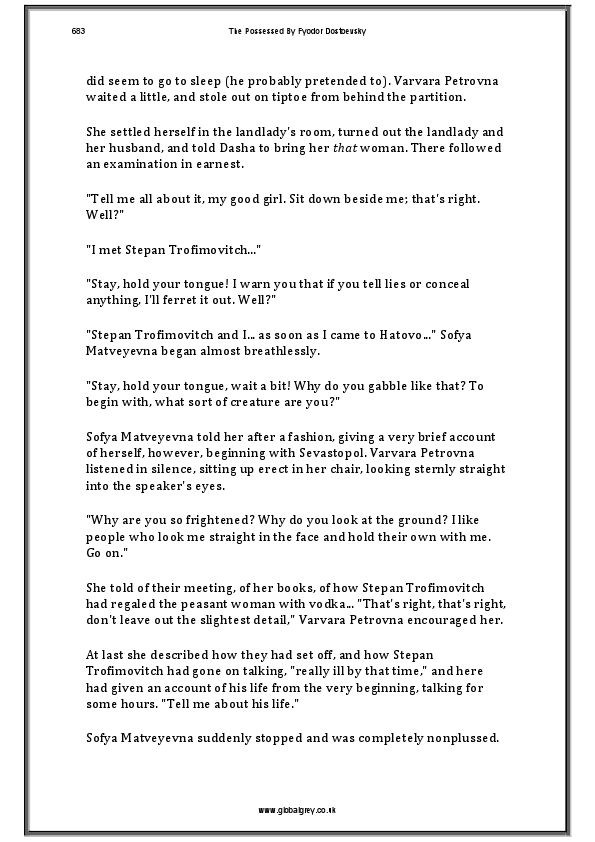 683
The Possessed By Fyodor Dostoevsky
did seem to go to sleep (he probably pretended to). Varvara Petrovna
waited a little, and stole out on tiptoe from behind the partition.
She settled herself in the landlady's room, turned out the landlady and
her husband, and told Dasha to bring her that woman. There followed
an examination in earnest.
"Tell me all about it, my good girl. Sit down beside me; that's right.
Well?"
"I met Stepan Trofimovitch..."
"Stay, hold your tongue! I warn you that if you tell lies or conceal
anything, I'll ferret it out. Well?"
"Stepan Trofimovitch and I... as soon as I came to Hatovo..." Sofya
Matveyevna began almost breathlessly.
"Stay, hold your tongue, wait a bit! Why do you gabble like that? To
begin with, what sort of creature are you?"
Sofya Matveyevna told her after a fashion, giving a very brief account
of herself, however, beginning with Sevastopol. Varvara Petrovna
listened in silence, sitting up erect in her chair, looking sternly straight
into the speaker's eyes.
"Why are you so frightened? Why do you look at the ground? I like
people who look me straight in the face and hold their own with me.
Go on."
She told of their meeting, of her books, of how Stepan Trofimovitch
had regaled the peasant woman with vodka... "That's right, that's right,
don't leave out the slightest detail," Varvara Petrovna encouraged her.
At last she described how they had set off, and how Stepan
Trofimovitch had gone on talking, "really ill by that time," and here
had given an account of his life from the very beginning, talking for
some hours. "Tell me about his life."
Sofya Matveyevna suddenly stopped and was completely nonplussed.
www.globalgrey.co.uk